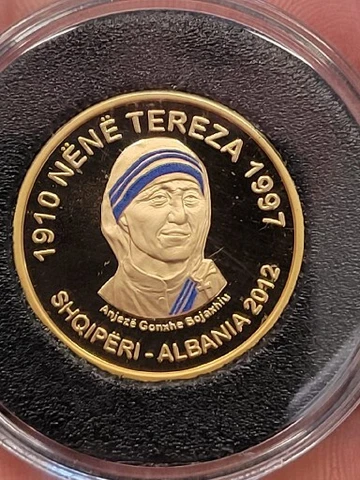 1910 NËNË TEREZA 1997
Anjezë Gonxhe Bojaxhiu
SHQIPËRI - ALBANIA 2012